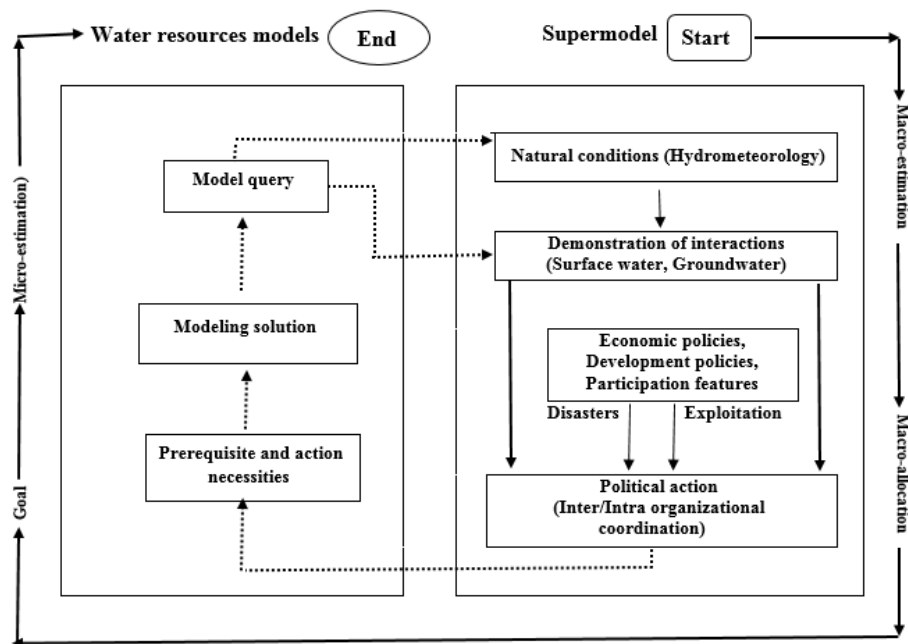 Water resources models
End
Supermodel
Start
Model query
Modeling solution
Prerequisite and action
necessities
Natural conditions (Hydrometeorology)
Demonstration of interactions
(Surface water, Groundwater)
Economic policies,
Development policies,
Participation features
Disasters
Exploitation
Political action
(Inter/Intra organizational
coordination)
Micro-estimation)
Goal
Macro-estimation
Macro-allocation